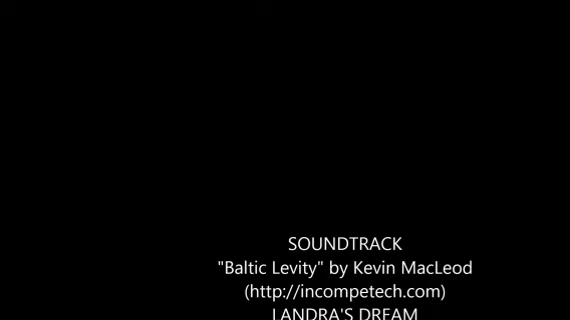 SOUNDTRACK
"Baltic Levity" by Kevin MacLeod
(http://incompetech.com)
LANDRA'S DREAM